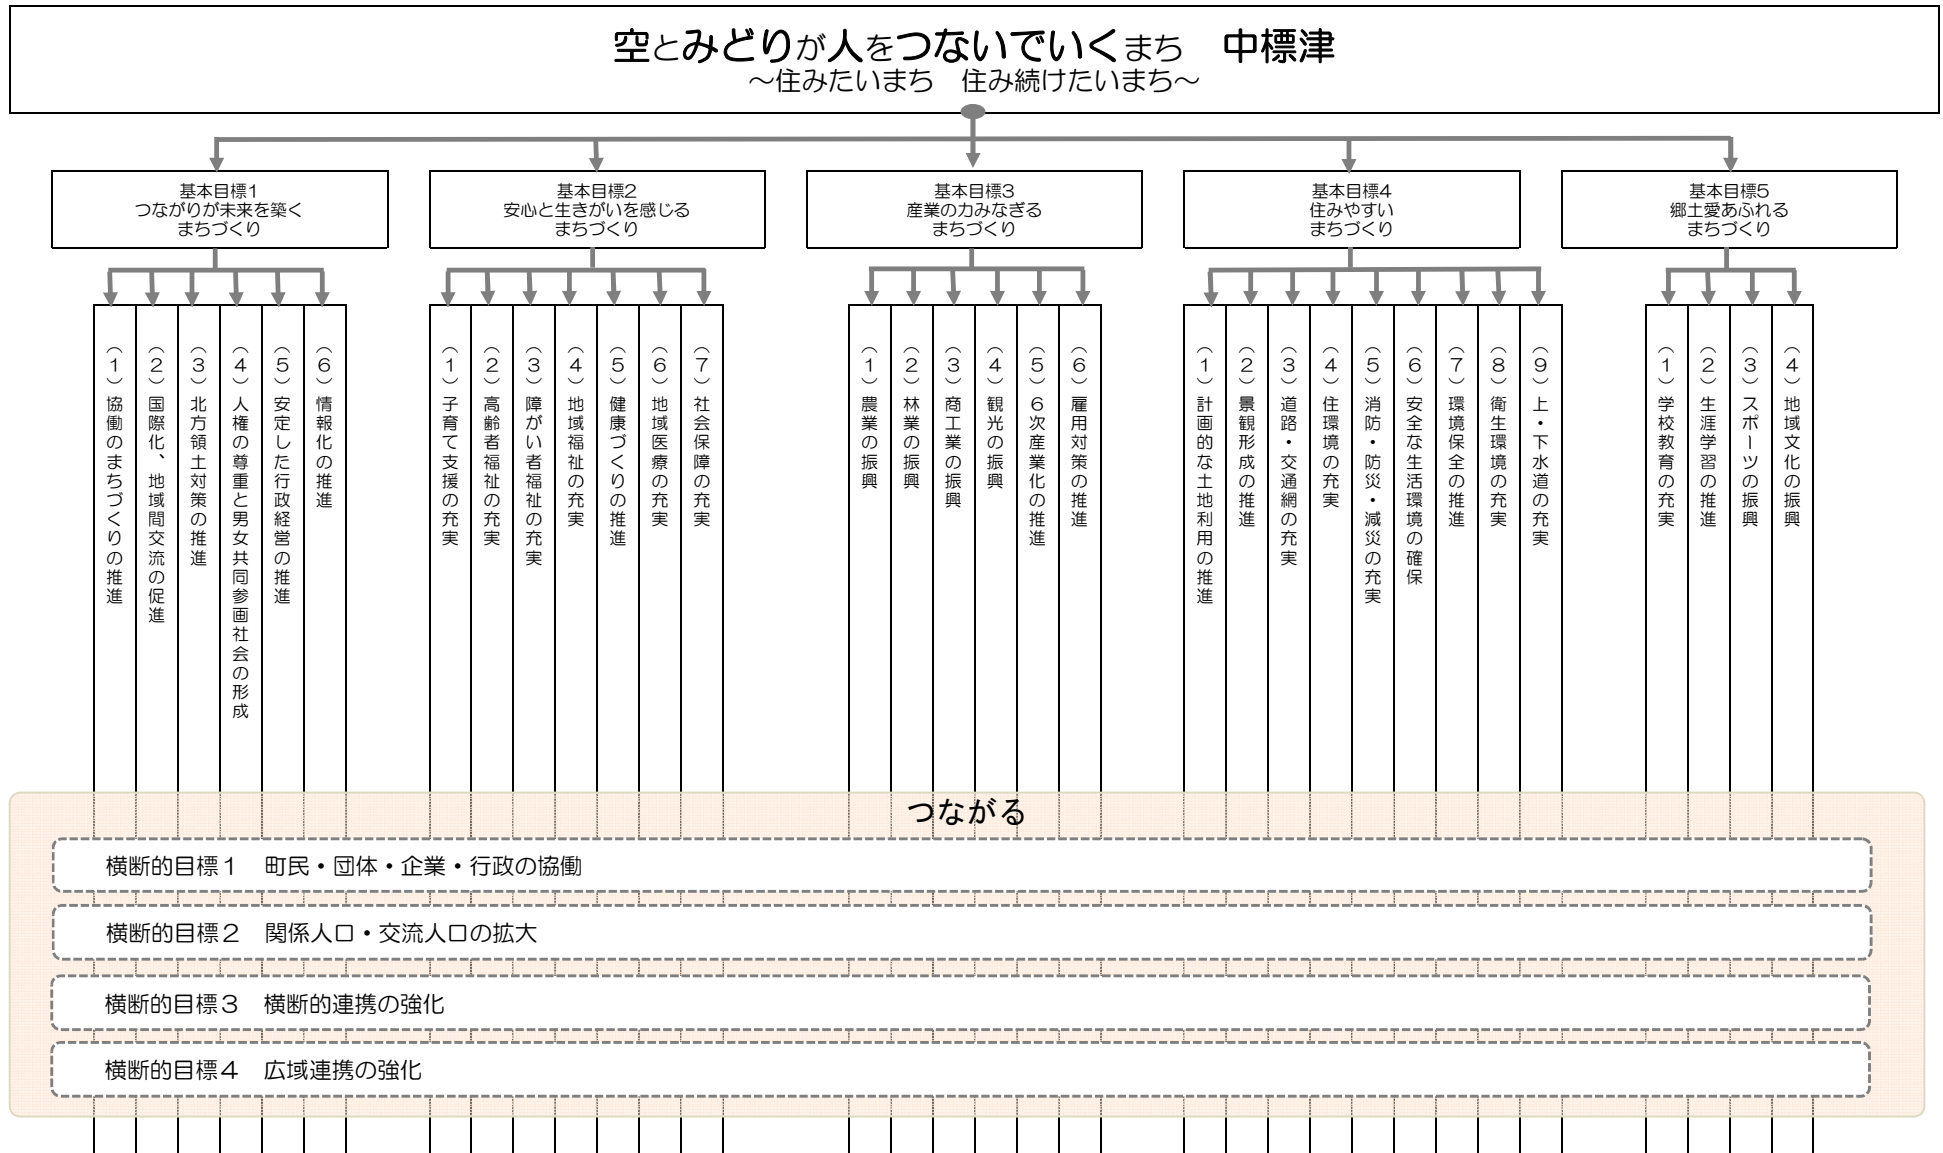 空とみどりが人をつないでいくまち　中標津
～住みたいまち　住み続けたいまち～
基本目標1
つながりが未来を築く
まちづくり
基本目標2
安心と生きがいを感じる
まちづくり
基本目標3
産業の力みなぎる
まちづくり
基本目標4
住みやすい
まちづくり
基本目標5
郷土愛あふれる
まちづくり
（1）協働のまちづくりの推進
（2）国際化、地域間交流の促進
（3）北方領土対策の推進
（4）人権の尊重と男女共同参画社会の形成
（5）安定した行政経営の推進
（6）情報化の推進
（1）子育て支援の充実
（2）高齢者福祉の充実
（3）障がい者福祉の充実
（4）地域福祉の充実
（5）健康づくりの推進
（6）地域医療の充実
（7）社会保障の充実
（1）農業の振興
（2）林業の振興
（3）商工業の振興
（4）観光の振興
（5）６次産業化の推進
（6）雇用対策の推進
（1）計画的な土地利用の推進
（2）景観形成の推進
（3）道路・交通網の充実
（4）住環境の充実
（5）消防・防災・減災の充実
（6）安全な生活環境の確保
（7）環境保全の推進
（8）衛生環境の充実
（9）上・下水道の充実
（1）学校教育の充実
（2）生涯学習の推進
（3）スポーツの振興
（4）地域文化の振興
つながる
横断的目標１　町民・団体・企業・行政の協働
横断的目標２　関係人口・交流人口の拡大
横断的目標３　横断的連携の強化
横断的目標４　広域連携の強化